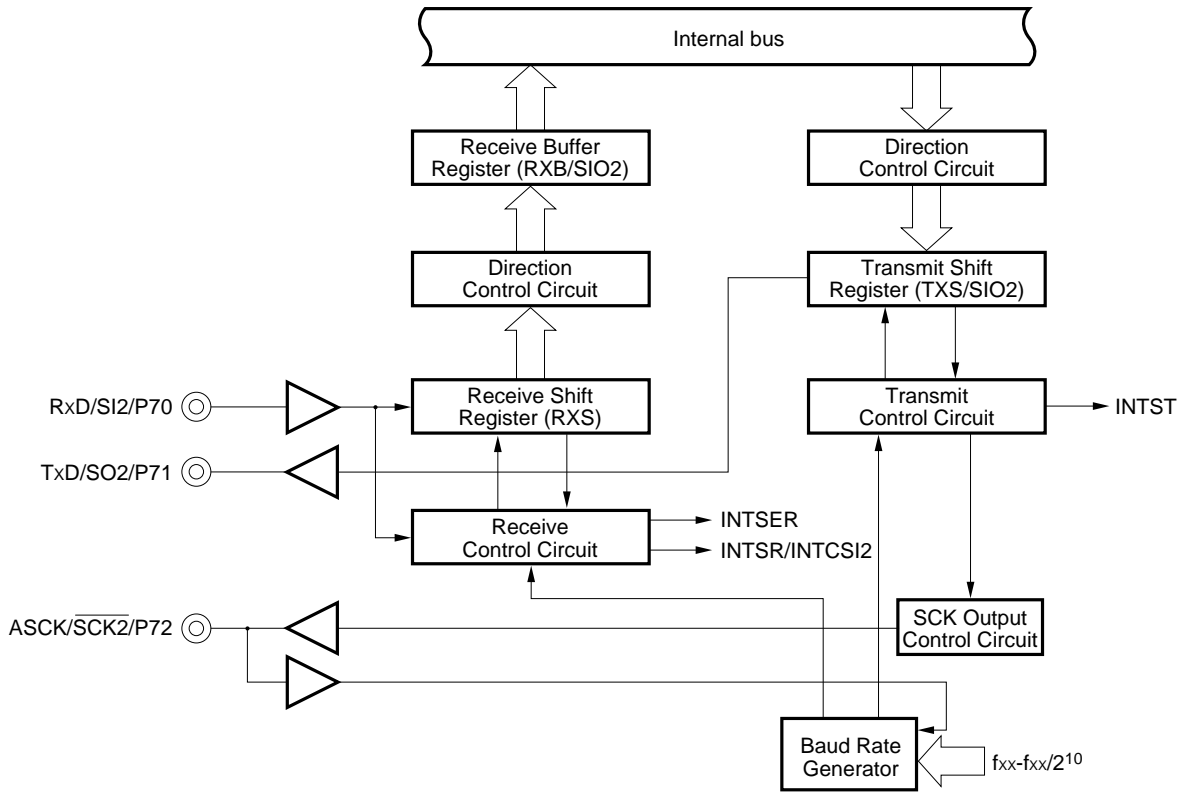 Internal bus
Receive Buffer
Register (RXB/SIO2)
Direction
Control Circuit
Direction
Control Circuit
Transmit Shift
Register (TXS/SIO2)
RxD/SI2/P70
Receive Shift
Register (RXS)
Transmit
Control Circuit
INTST
TxD/SO2/P71
Receive
Control Circuit
INTSER
INTSR/INTCSI2
ASCK/S̅C̅K̅2̅/P72
SCK Output
Control Circuit
Baud Rate
Generator
fxx-fxx/2¹⁰